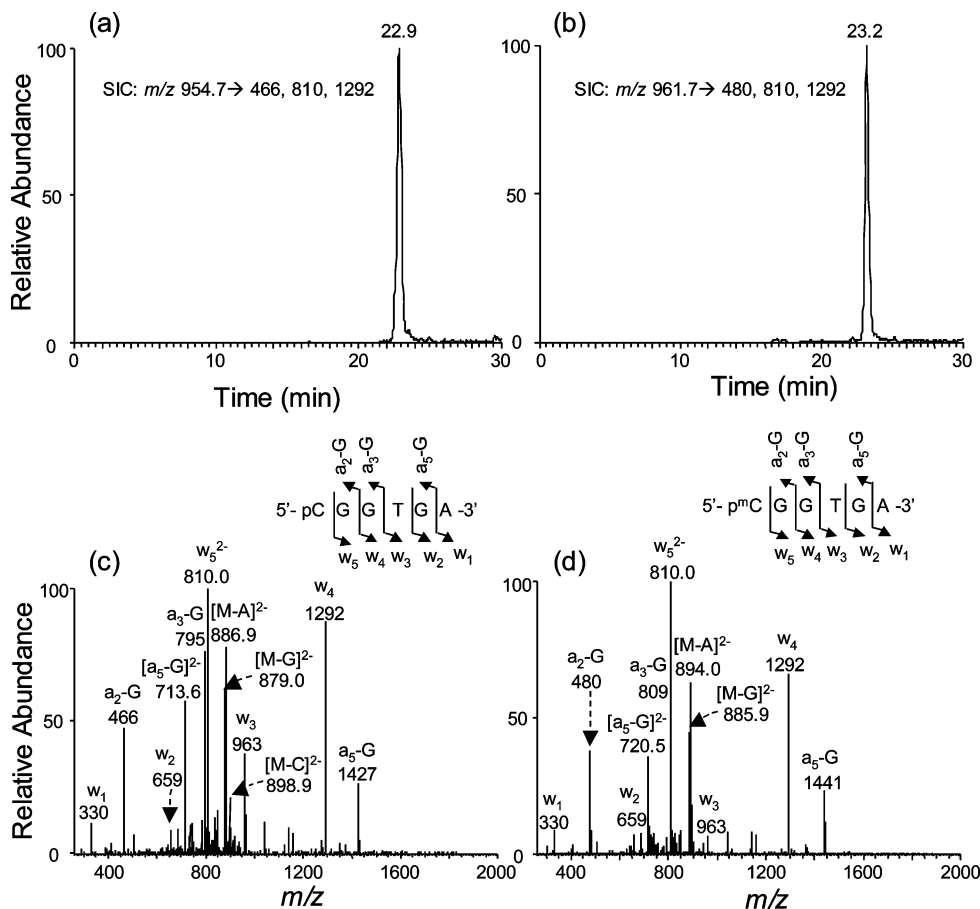 (a)
22.9
SIC: m/z 954.7→ 466, 810, 1292
Relative Abundance
100
50
0
0
10
20
30
Time (min)
(b)
23.2
SIC: m/z 961.7→ 480, 810, 1292
100
50
0
0
10
20
30
Time (min)
a₂-G
a₃-G
a₅-G
5'- pC G G T G A -3'
w₅ w₄ w₃ w₂ w₁
(c)
Relative Abundance
100
50
0
w₅²⁻
810.0
a₃-G
795
[M-A]²⁻
886.9
[M-G]²⁻
879.0
[a₅-G]²⁻
713.6
a₂-G
466
w₄
1292
w₃
963
w₂
659
[M-C]²⁻
898.9
a₅-G
1427
w₁
330
400
800
1200
1600
2000
m/z
a₂-G
a₃-G
a₅-G
5'- pᵐC G G T G A -3'
w₅ w₄ w₃ w₂ w₁
(d)
100
50
0
w₅²⁻
810.0
[M-A]²⁻
894.0
w₄
1292
a₂-G
480
a₃-G
809
[M-G]²⁻
885.9
[a₅-G]²⁻
720.5
a₅-G
1441
w₂
659
w₃
963
w₁
330
400
800
1200
1600
2000
m/z